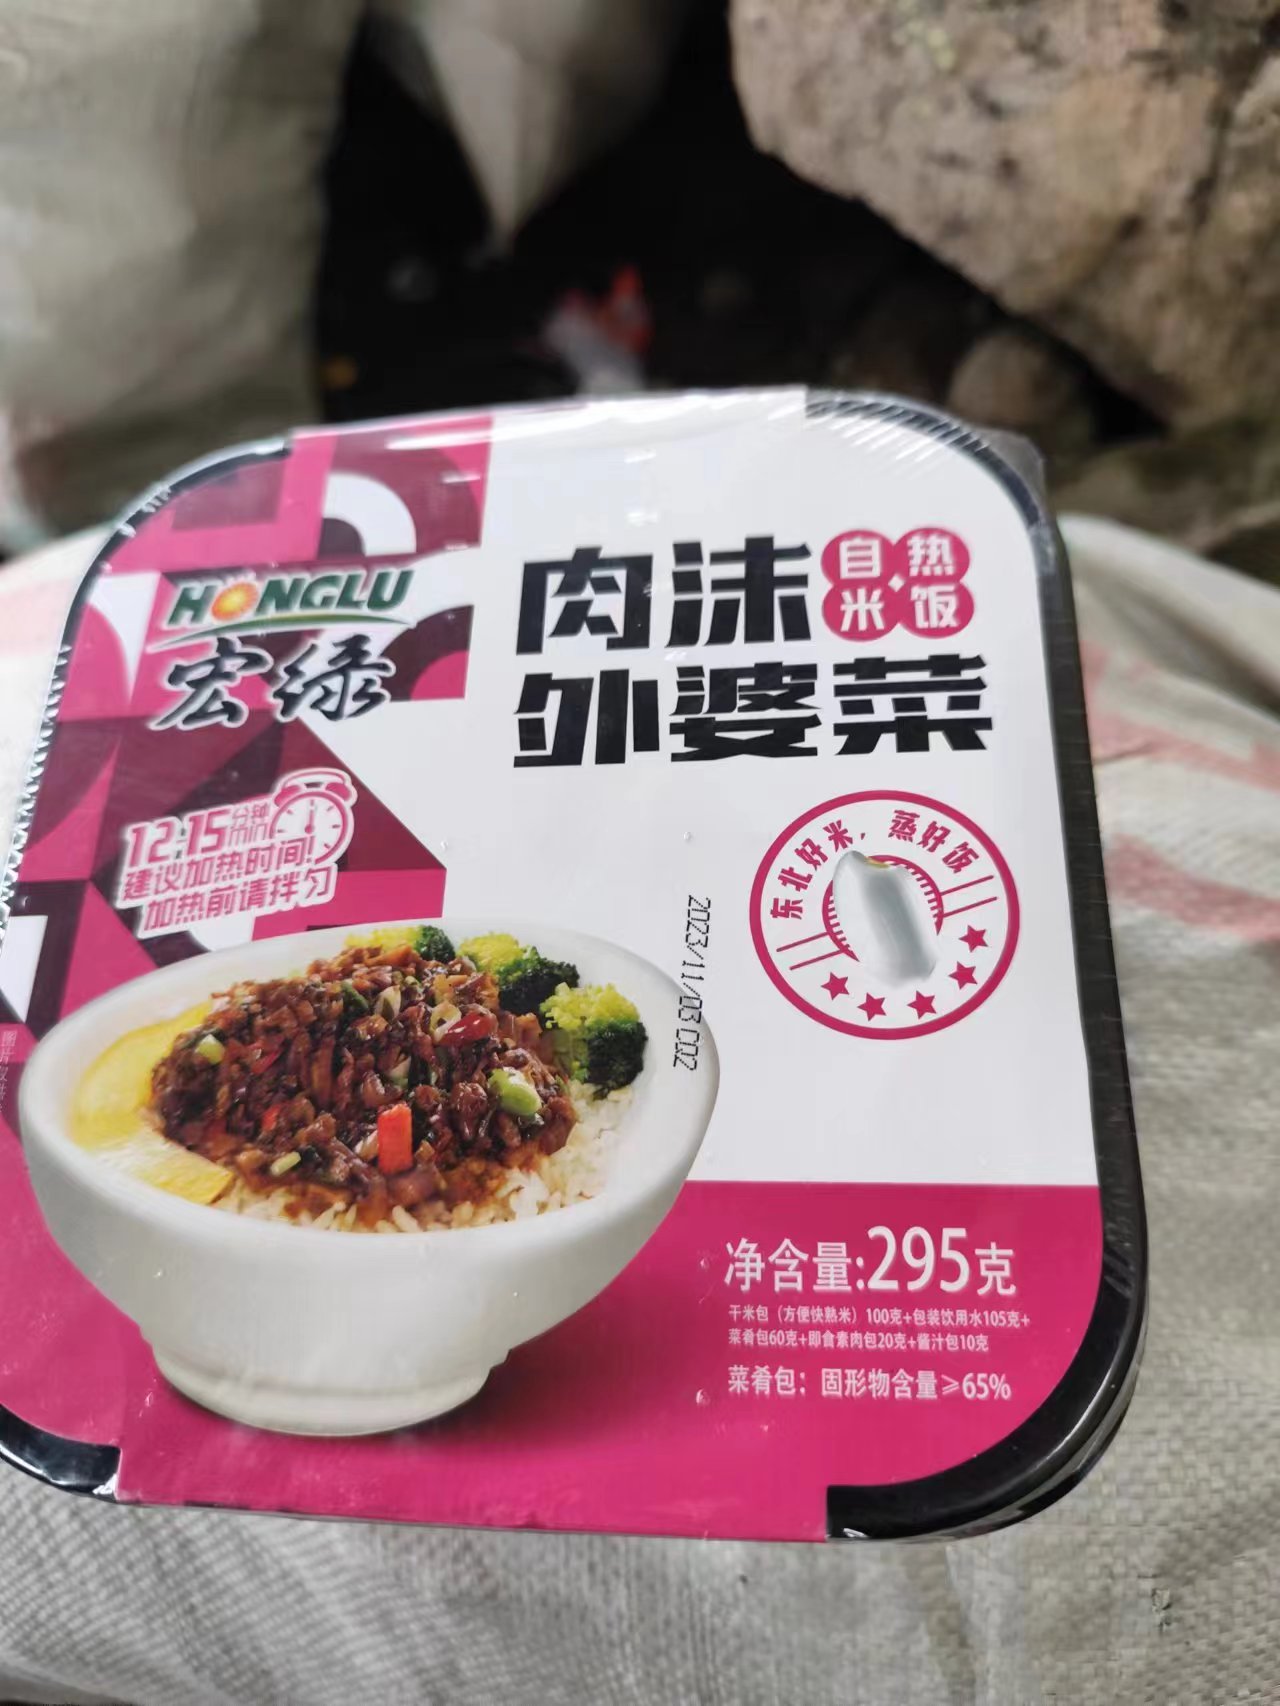 HONGLU
宏绿
肉沫
外婆菜
自热
米饭
12-15分钟
min
建议加热时间!
加热前请拌匀
东北好米，蒸好饭
2023/11/03 002
净含量:295克
干米包（方便快熟米）100克+包装饮用水105克+
菜肴包60克+即食素肉包20克+酱汁包10克
菜肴包：固形物含量≥65%